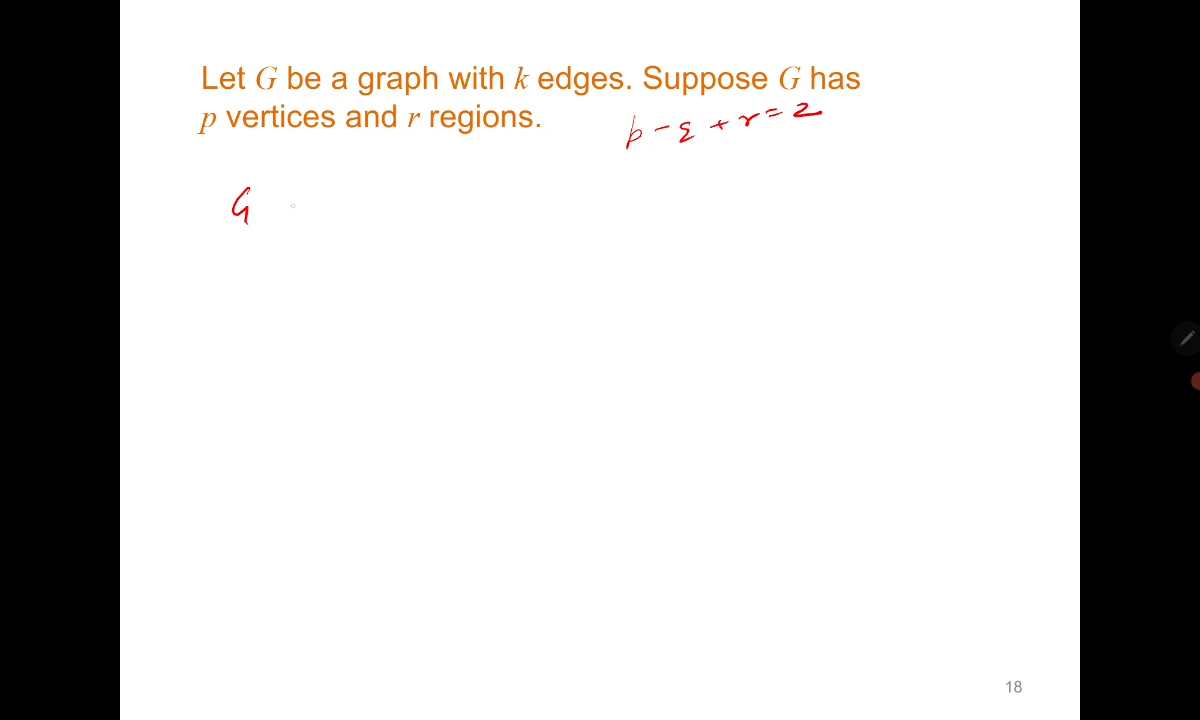 Let G be a graph with k edges. Suppose G has
p vertices and r regions.
p - ε + r = 2
G
18